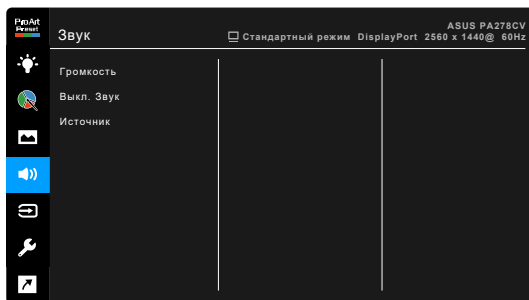 ProArt
Preset
Звук
ASUS PA278CV
Стандартный режим DisplayPort 2560 x 1440@ 60Hz
Громкость
Выкл. Звук
Источник